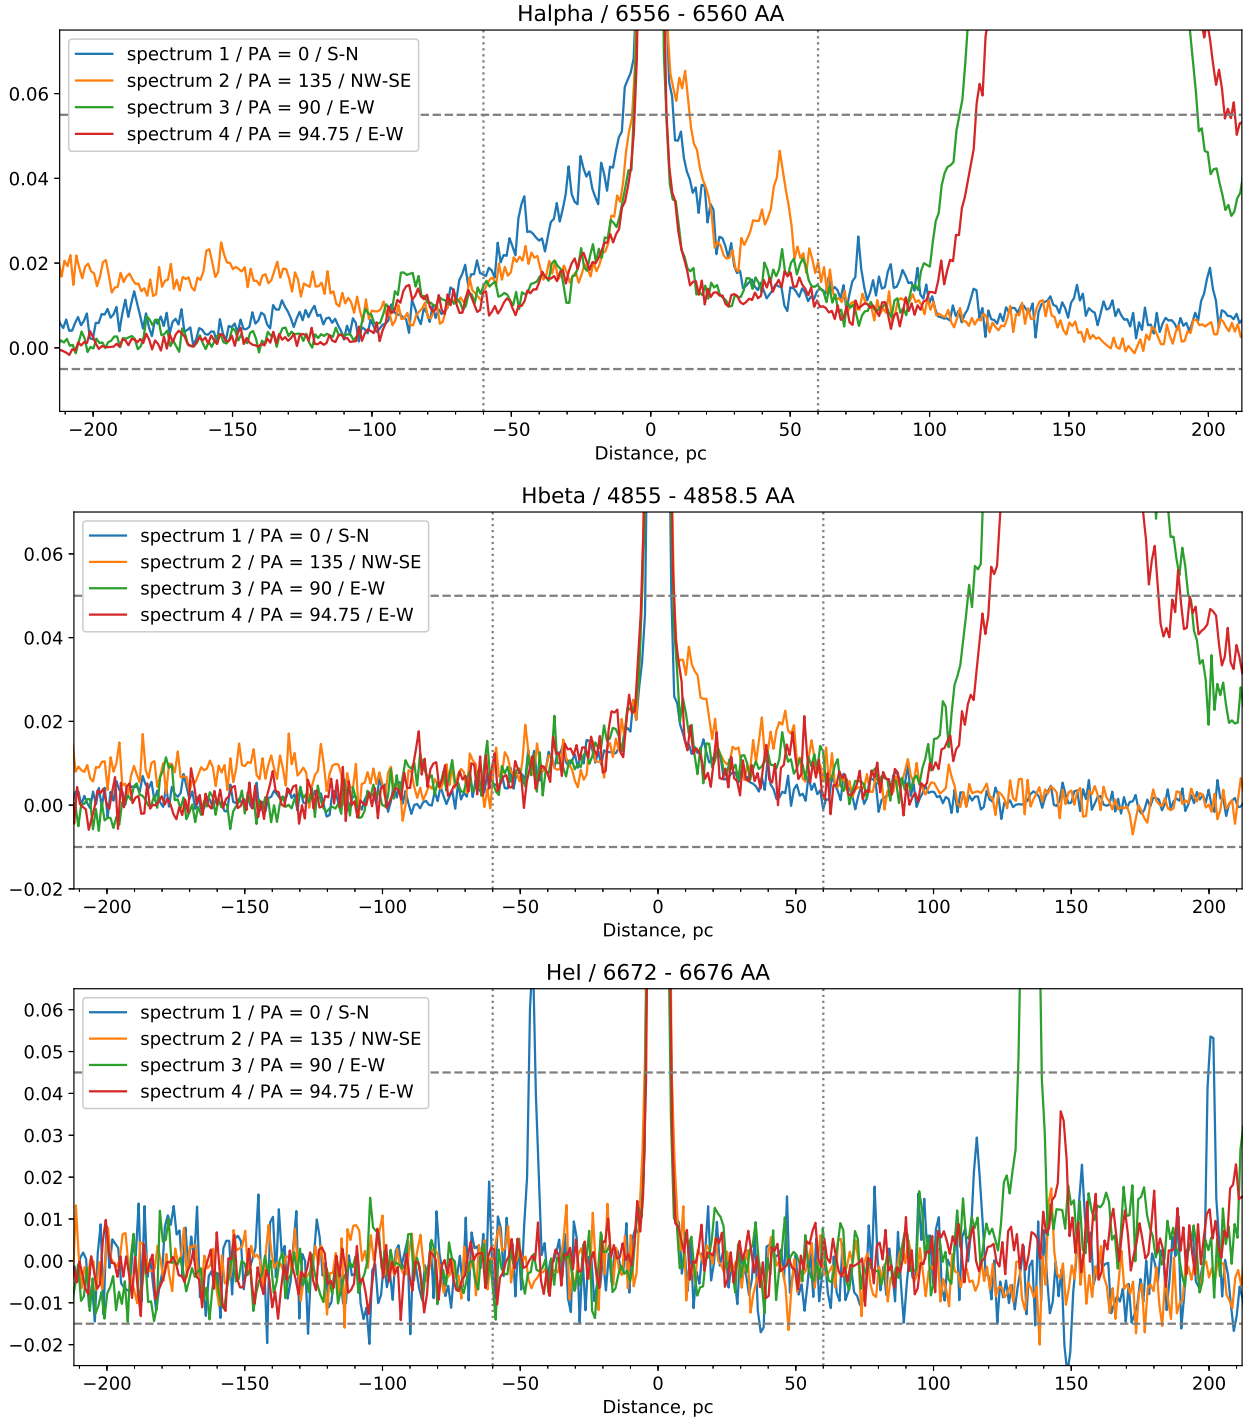 Halpha / 6556 - 6560 AA
spectrum 1 / PA = 0 / S-N
spectrum 2 / PA = 135 / NW-SE
spectrum 3 / PA = 90 / E-W
spectrum 4 / PA = 94.75 / E-W
0.06
0.04
0.02
0.00
−200 −150 −100 −50 0 50 100 150 200
Distance, pc
Hbeta / 4855 - 4858.5 AA
spectrum 1 / PA = 0 / S-N
spectrum 2 / PA = 135 / NW-SE
spectrum 3 / PA = 90 / E-W
spectrum 4 / PA = 94.75 / E-W
0.06
0.04
0.02
0.00
−0.02
−200 −150 −100 −50 0 50 100 150 200
Distance, pc
HeI / 6672 - 6676 AA
spectrum 1 / PA = 0 / S-N
spectrum 2 / PA = 135 / NW-SE
spectrum 3 / PA = 90 / E-W
spectrum 4 / PA = 94.75 / E-W
0.06
0.05
0.04
0.03
0.02
0.01
0.00
−0.01
−0.02
−200 −150 −100 −50 0 50 100 150 200
Distance, pc